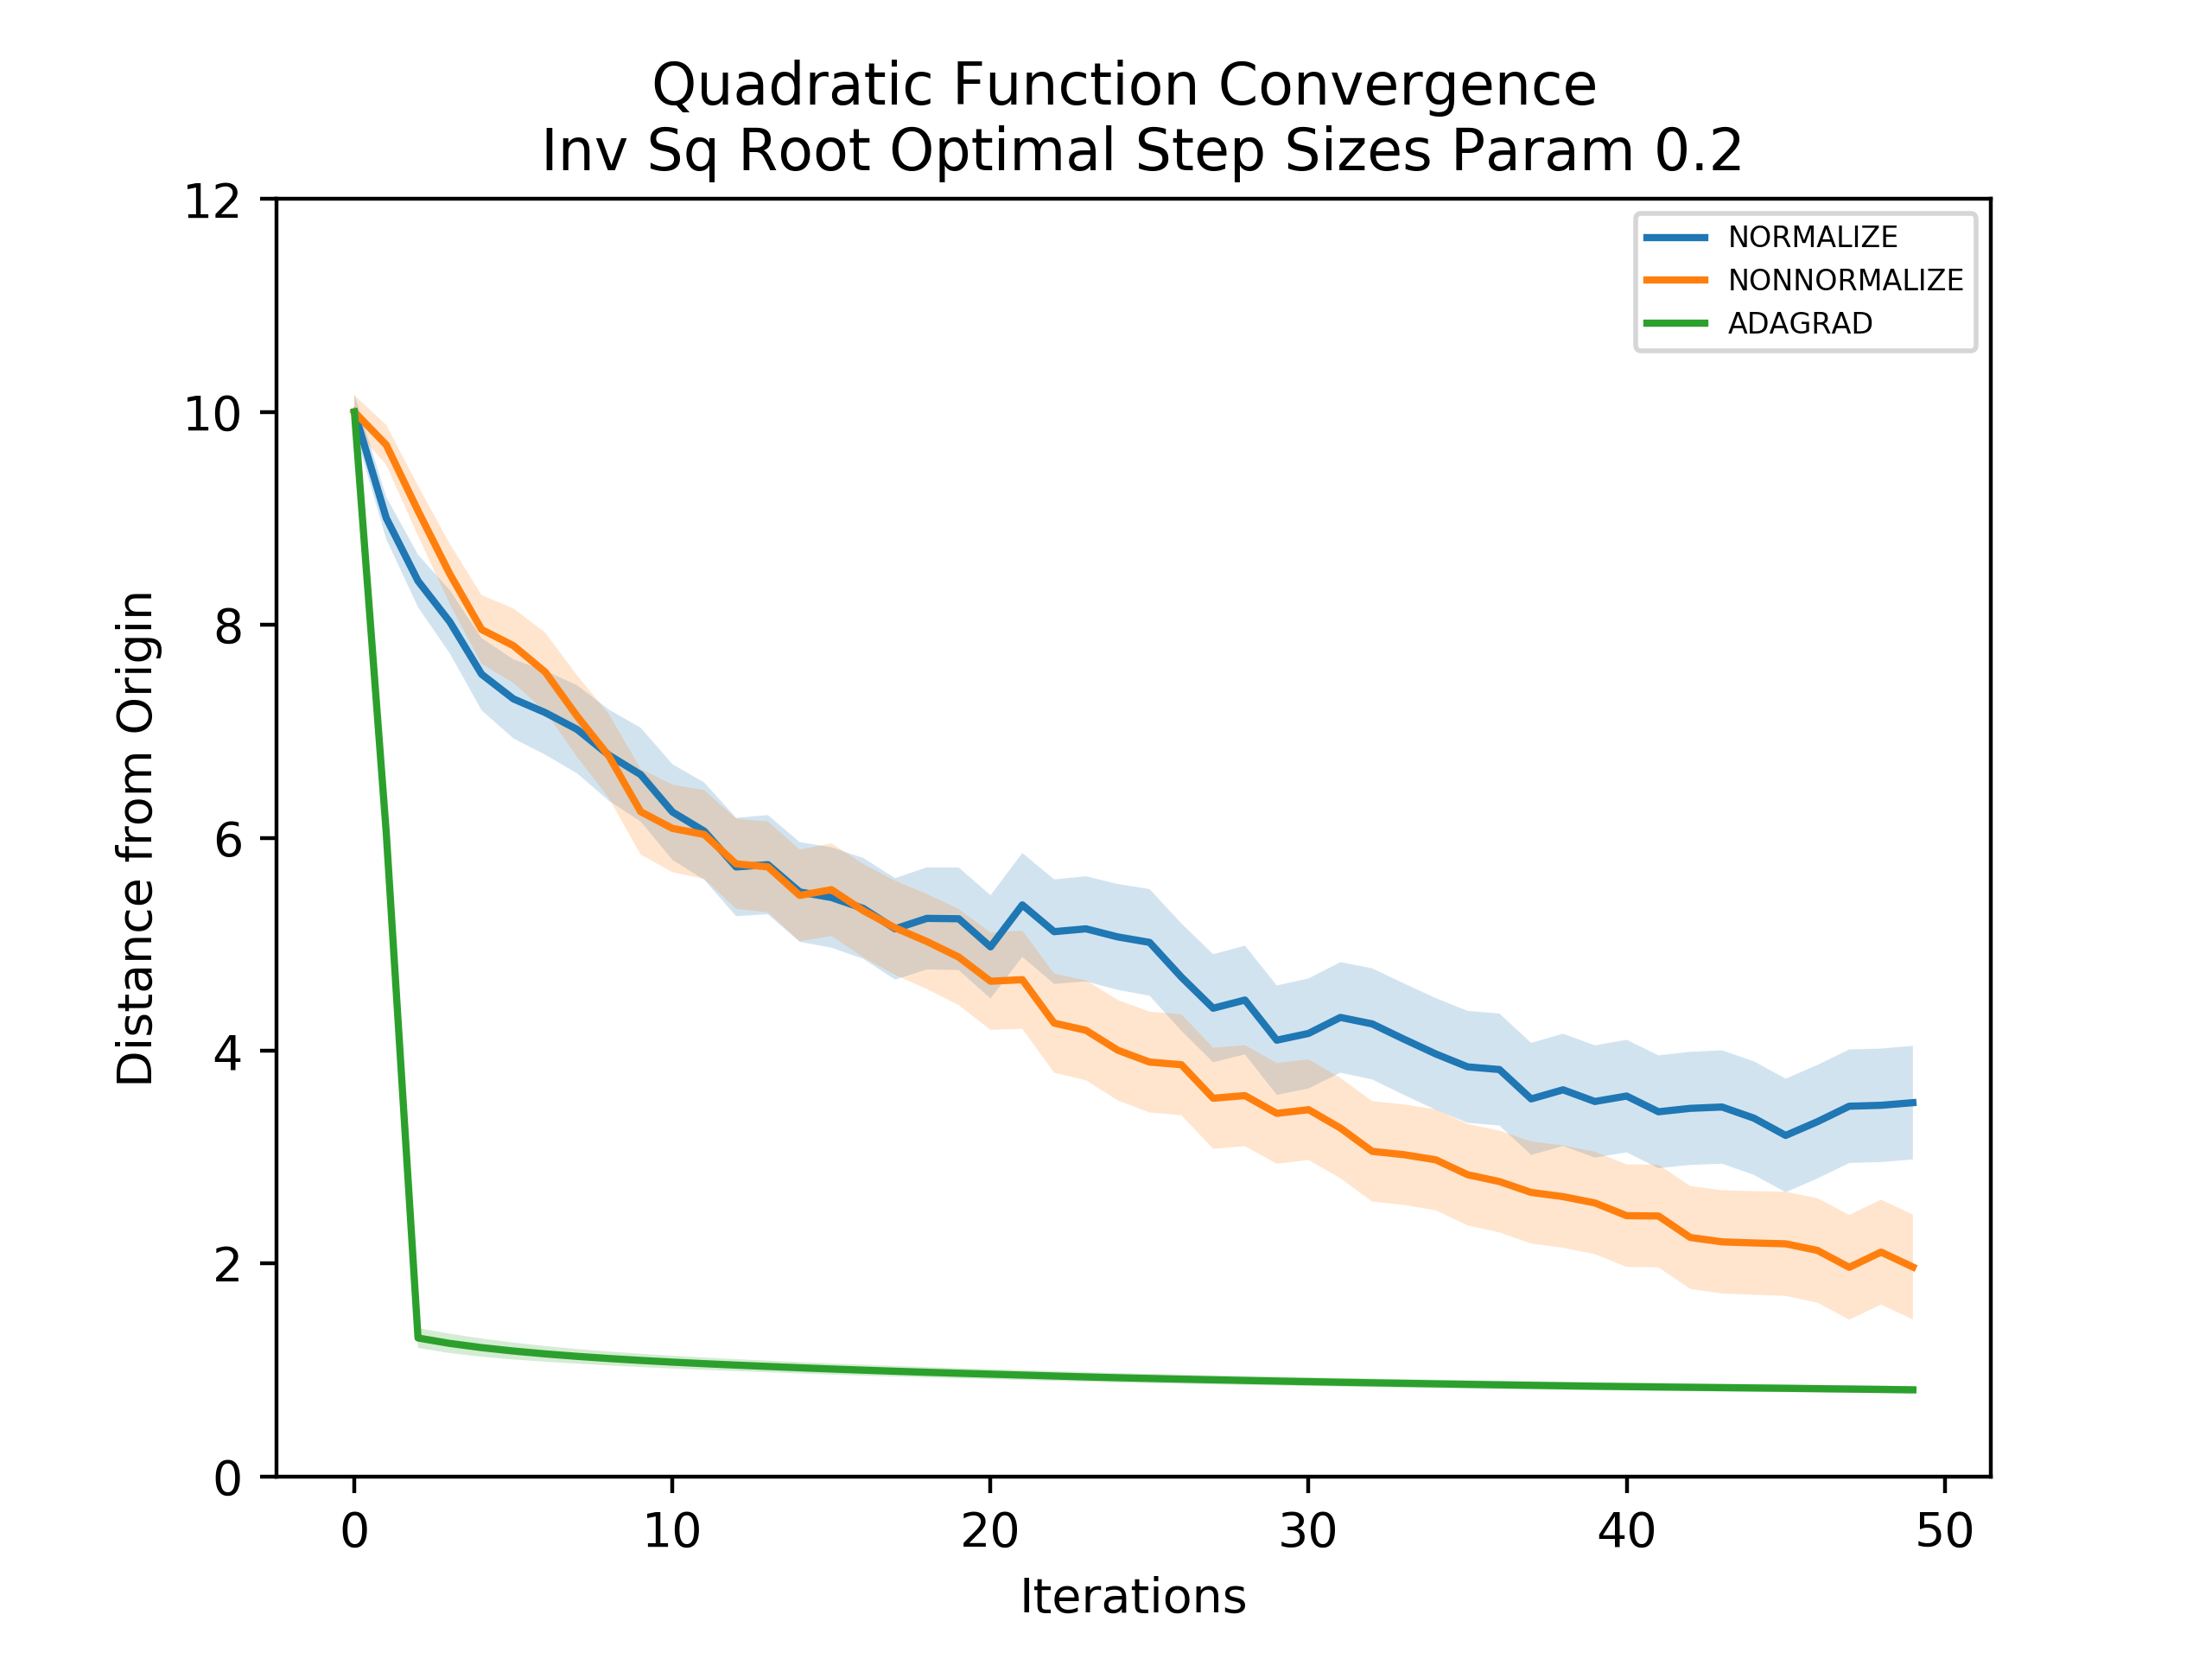 Quadratic Function Convergence
Inv Sq Root Optimal Step Sizes Param 0.2
12
10
8
6
4
2
0
Distance from Origin
NORMALIZE
NONNORMALIZE
ADAGRAD
0 10 20 30 40 50
Iterations